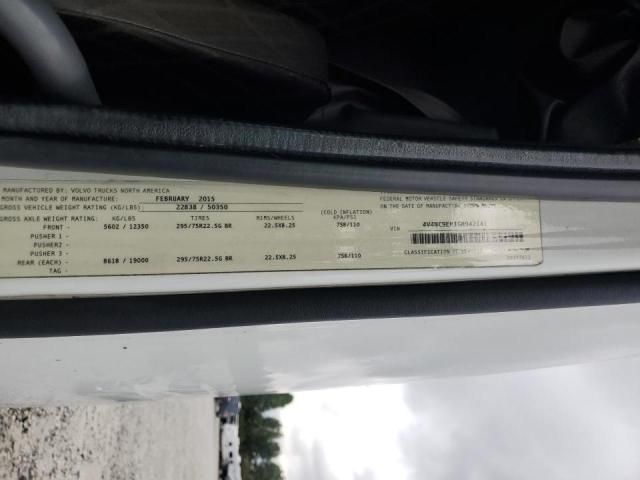 MANUFACTURED BY: VOLVO TRUCKS NORTH AMERICA
MONTH AND YEAR OF MANUFACTURE: FEBRUARY 2015
GROSS VEHICLE WEIGHT RATING (KG/LBS) 22838 / 50350
GROSS AXLE WEIGHT RATING: KG/LBS TIRES RIMS/WHEELS (COLD INFLATION) KPA/PSI
FRONT - 5602 / 12350 295/75R22.5G BR 22.5X8.25 758/110
PUSHER 1 -
PUSHER 2 -
PUSHER 3 -
REAR (EACH) - 8618 / 19000 295/75R22.5G BR 22.5X8.25 758/110
FEDERAL MOTOR VEHICLE SAFETY STANDARDS
ON THE DATE OF MANUFACTURE
VIN
CLASSIFICATION